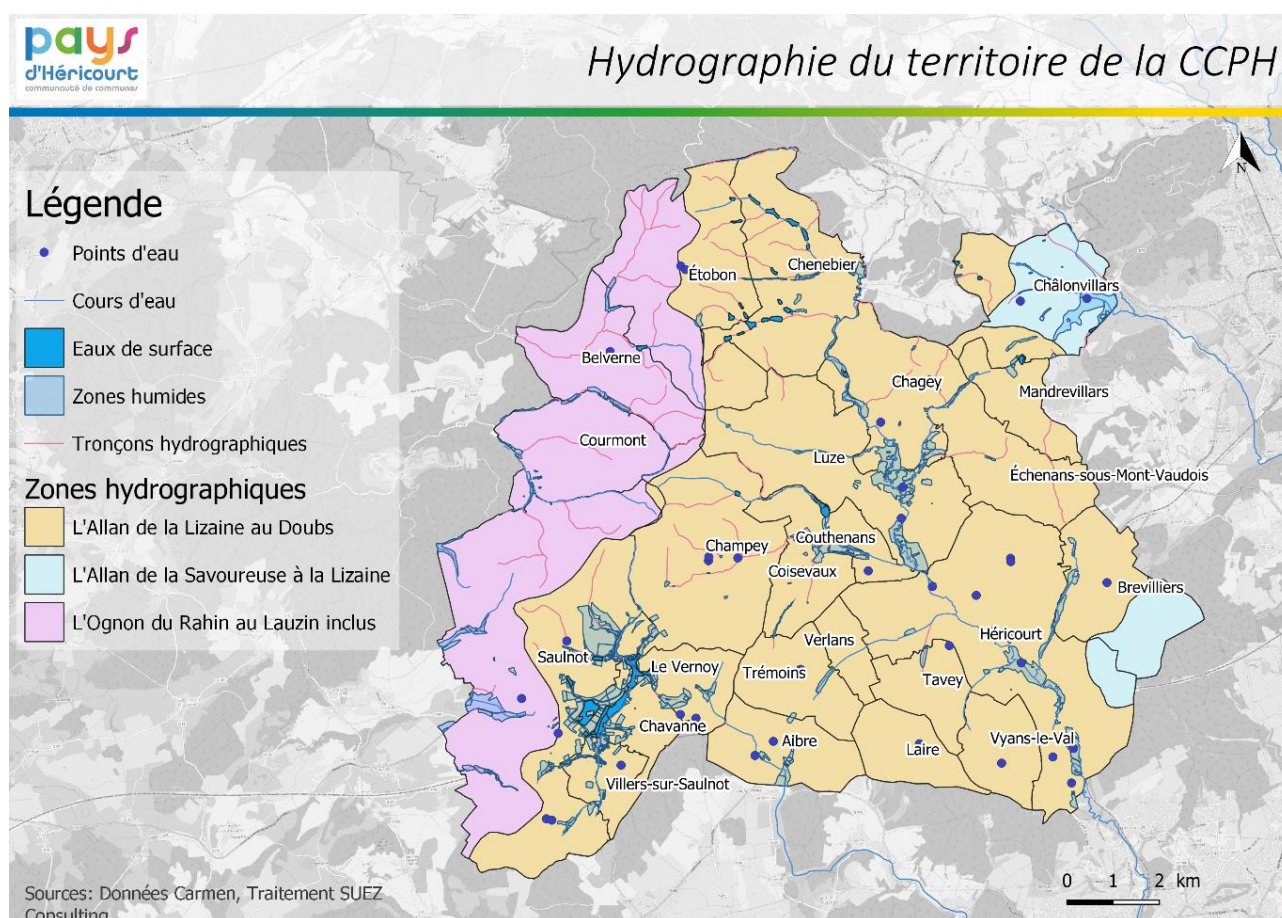 pays
d'Héricourt
communauté de communes
Hydrographie du territoire de la CCPH
N
Légende
Points d'eau
Cours d'eau
Eaux de surface
Zones humides
Tronçons hydrographiques
Zones hydrographiques
L'Allan de la Lizaine au Doubs
L'Allan de la Savoureuse à la Lizaine
L'Ognon du Rahin au Lauzin inclus
Étobon
Chenebier
Châlonvillars
Belverne
Chagey
Mandrevillars
Courmont
Luze
Échenans-sous-Mont-Vaudois
Champey
Couthenans
Coisevaux
Brevilliers
Verlans
Héricourt
Saulnot
Le Vernoy
Trémoins
Tavey
Chavanne
Aibre
Laire
Vyans-le-Val
Villers-sur-Saulnot
0 1 2 km
Sources: Données Carmen, Traitement SUEZ
Consulting